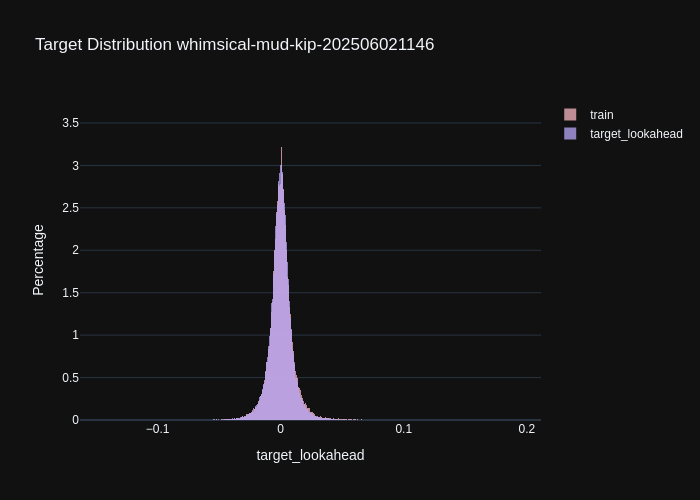 Target Distribution whimsical-mud-kip-202506021146
train
target_lookahead
3.5
3
2.5
2
1.5
1
0.5
0
Percentage
−0.1
0
0.1
0.2
target_lookahead